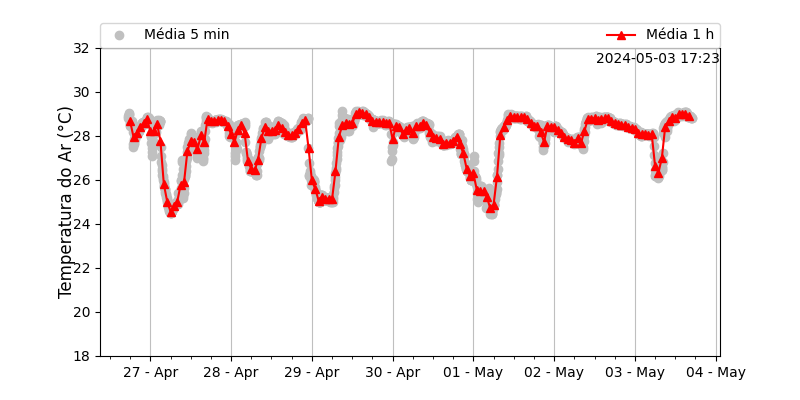 Média 5 min
Média 1 h
2024-05-03 17:23
Temperatura do Ar (°C)
32
30
28
26
24
22
20
18
27 - Apr
28 - Apr
29 - Apr
30 - Apr
01 - May
02 - May
03 - May
04 - May